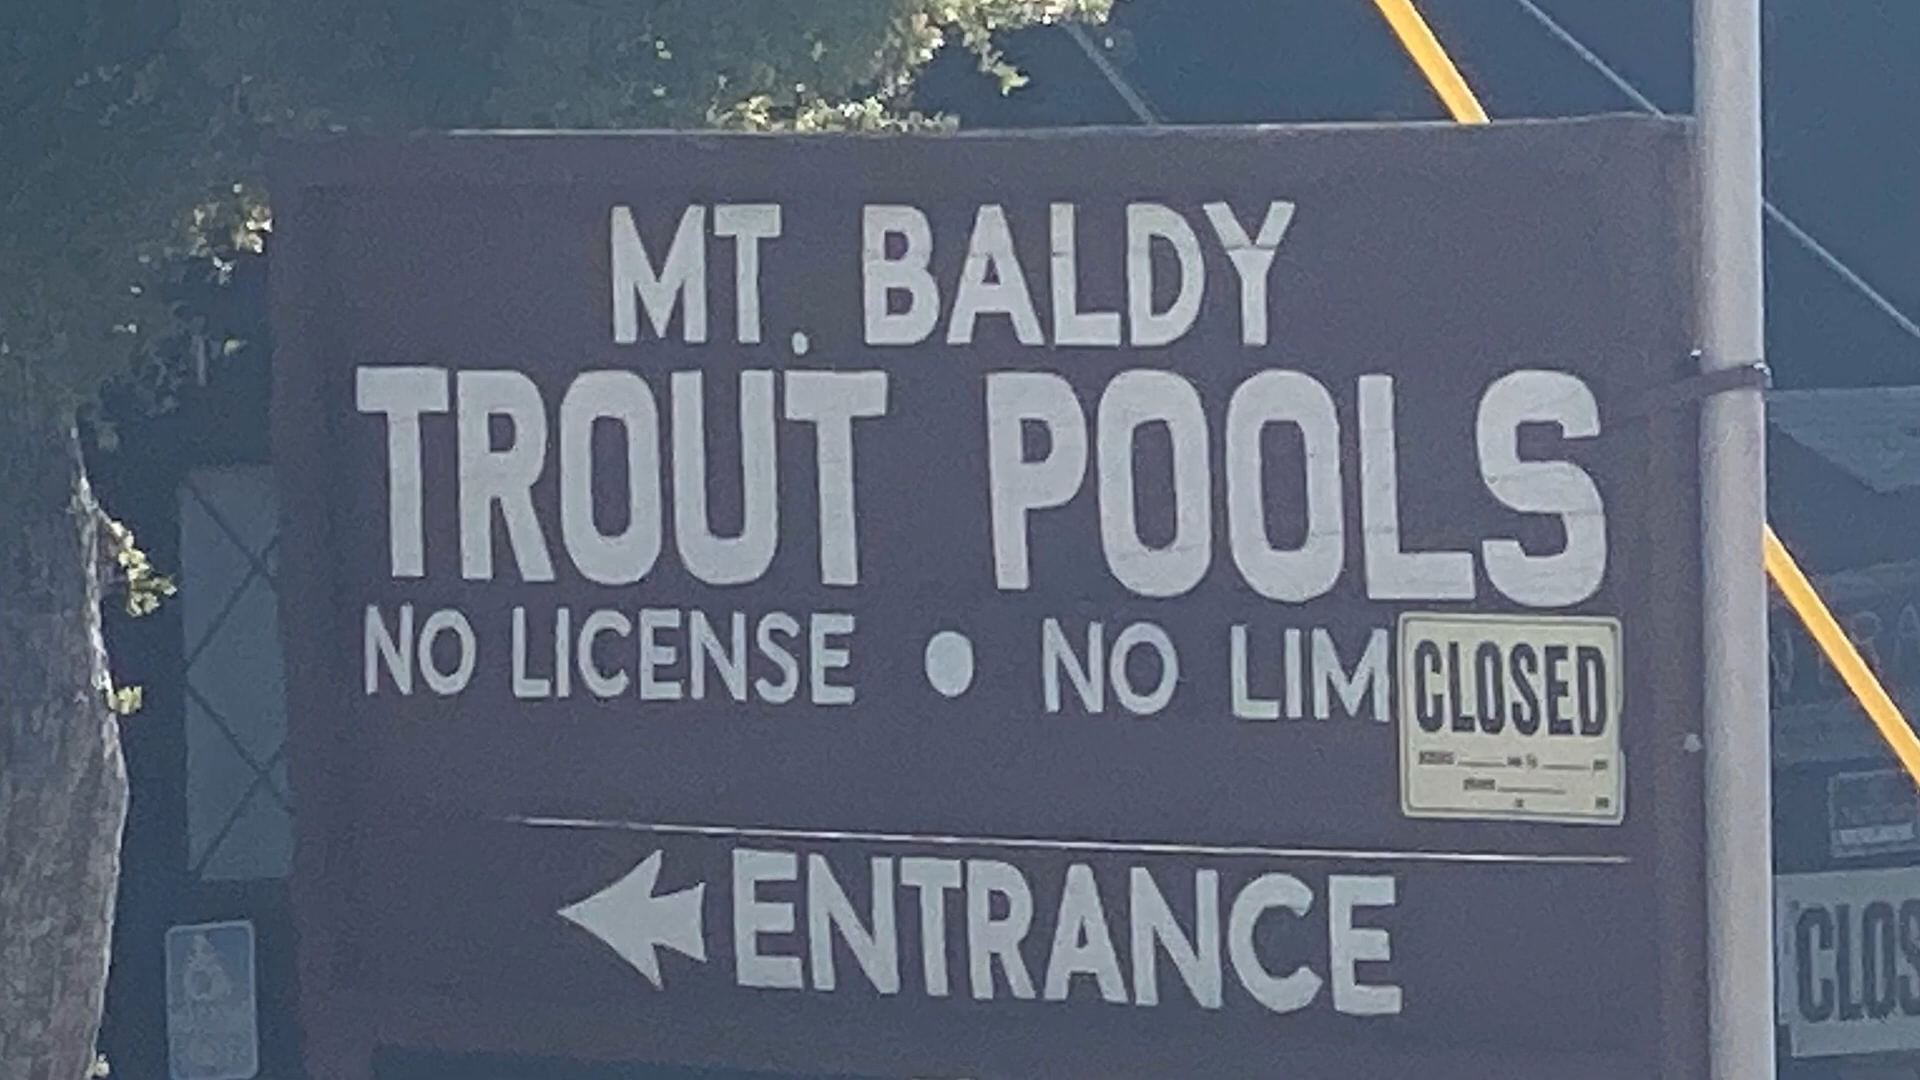 MT. BALDY
TROUT POOLS
NO LICENSE • NO LIM
CLOSED
ENTRANCE
CLOS